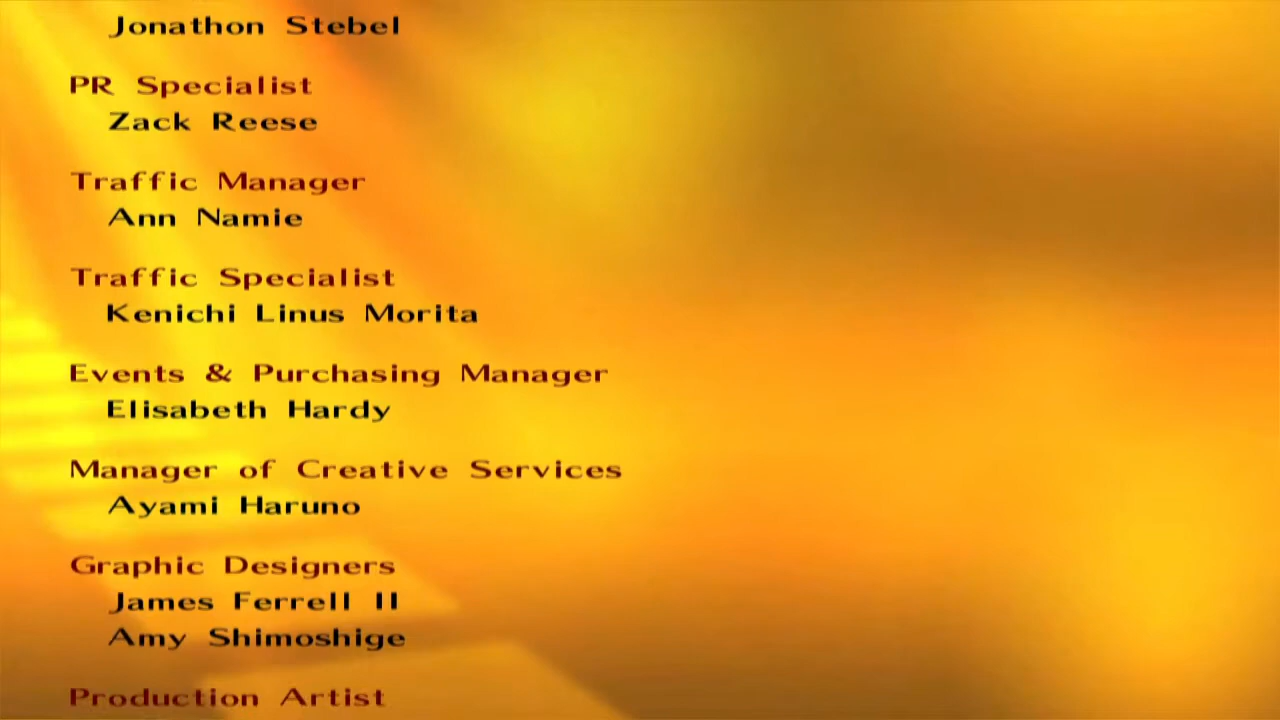 Jonathon Stebel
PR Specialist
Zack Reese
Traffic Manager
Ann Namie
Traffic Specialist
Kenichi Linus Morita
Events & Purchasing Manager
Elisabeth Hardy
Manager of Creative Services
Ayami Haruno
Graphic Designers
James Ferrell II
Amy Shimoshige
Production Artist